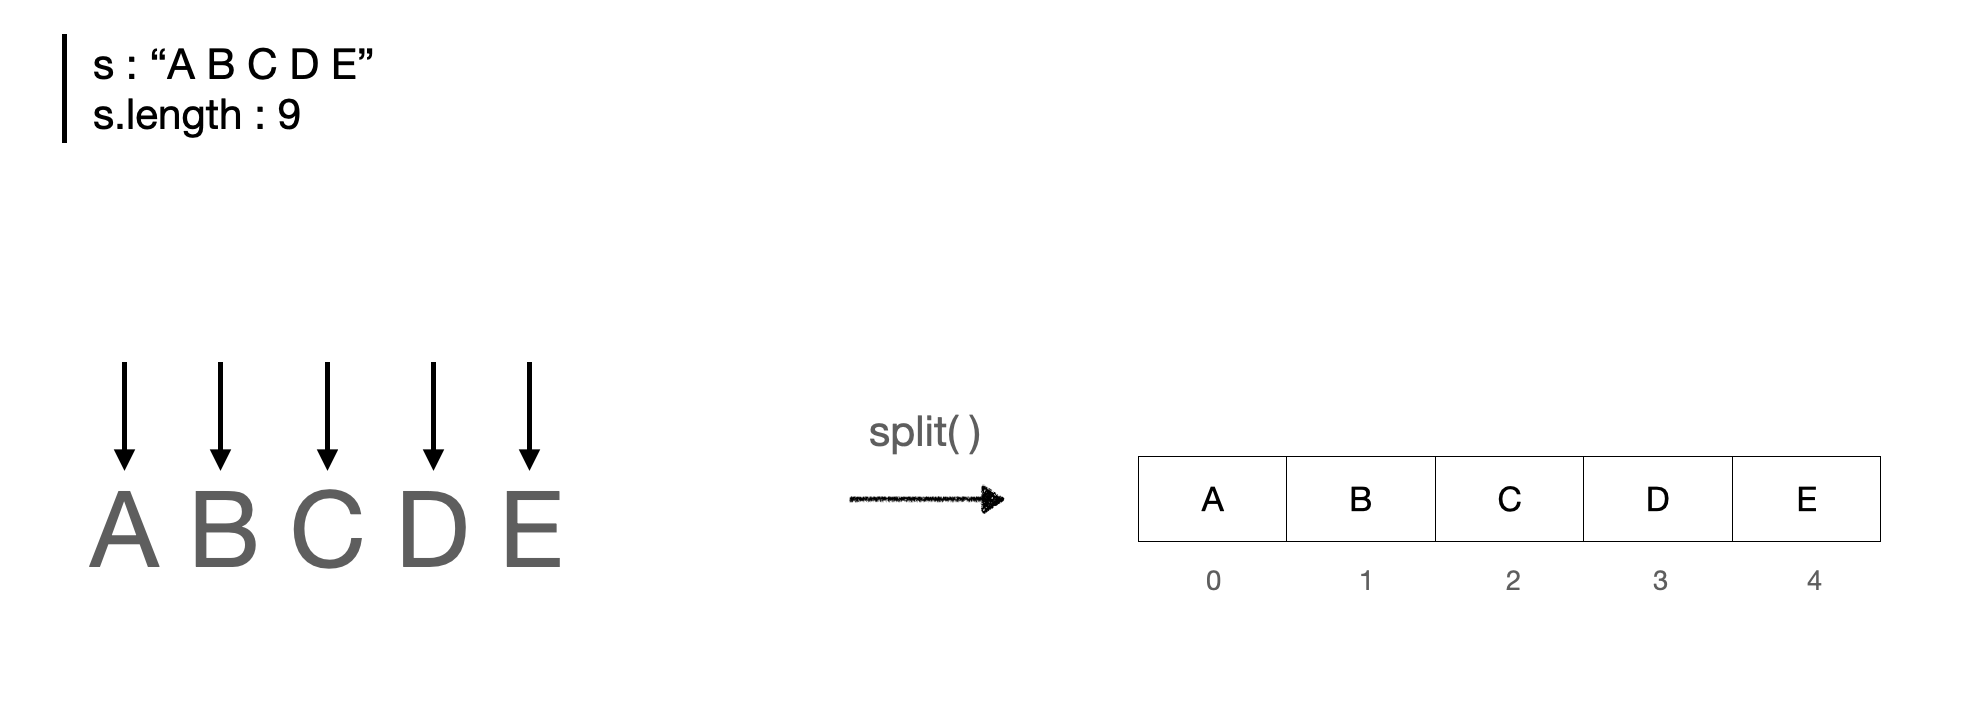 s : “A B C D E”
s.length : 9
A B C D E
split( )
A B C D E
0 1 2 3 4